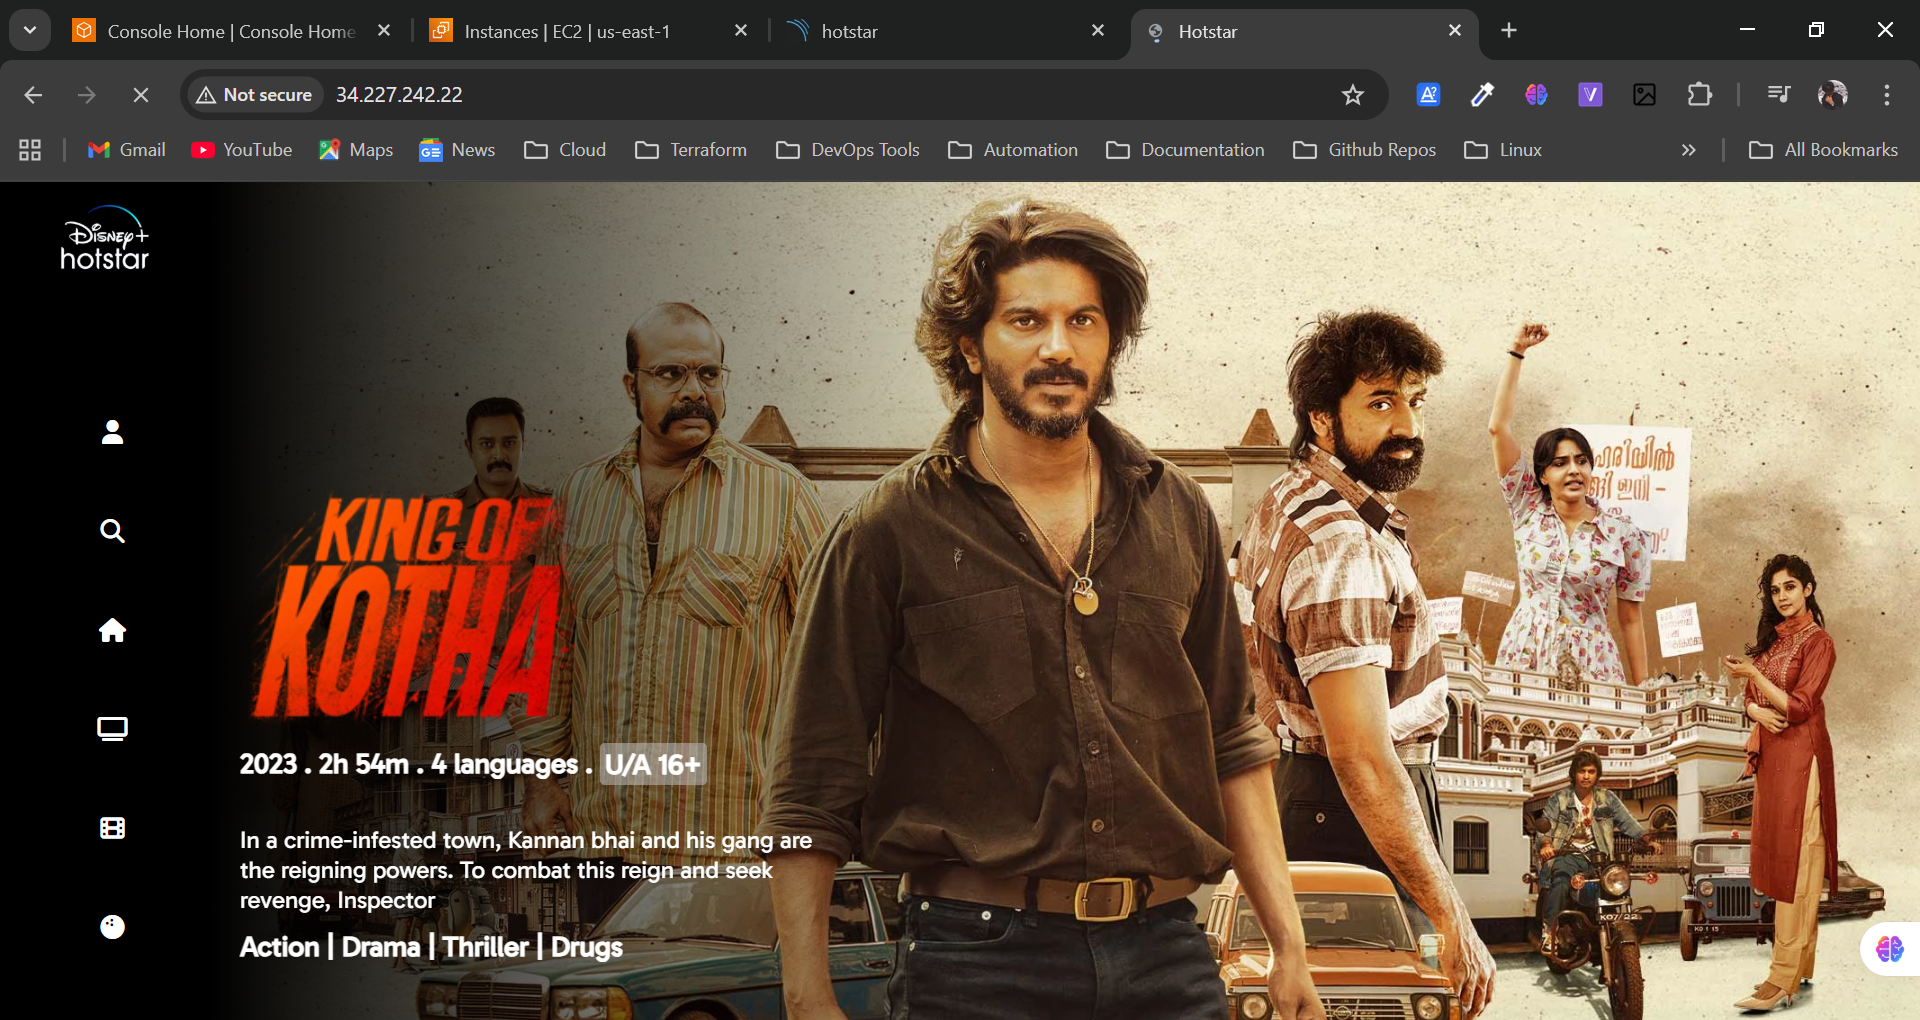 Console Home | Console Home
Instances | EC2 | us-east-1
hotstar
Hotstar
Not secure
34.227.242.22
Gmail
YouTube
Maps
News
Cloud
Terraform
DevOps Tools
Automation
Documentation
Github Repos
Linux
All Bookmarks
Disney+
hotstar
KING OF
KOTHA
2023 . 2h 54m . 4 languages . U/A 16+
In a crime-infested town, Kannan bhai and his gang are
the reigning powers. To combat this reign and seek
revenge, Inspector
Action | Drama | Thriller | Drugs
ഹരിയിൽ
ഇനി -